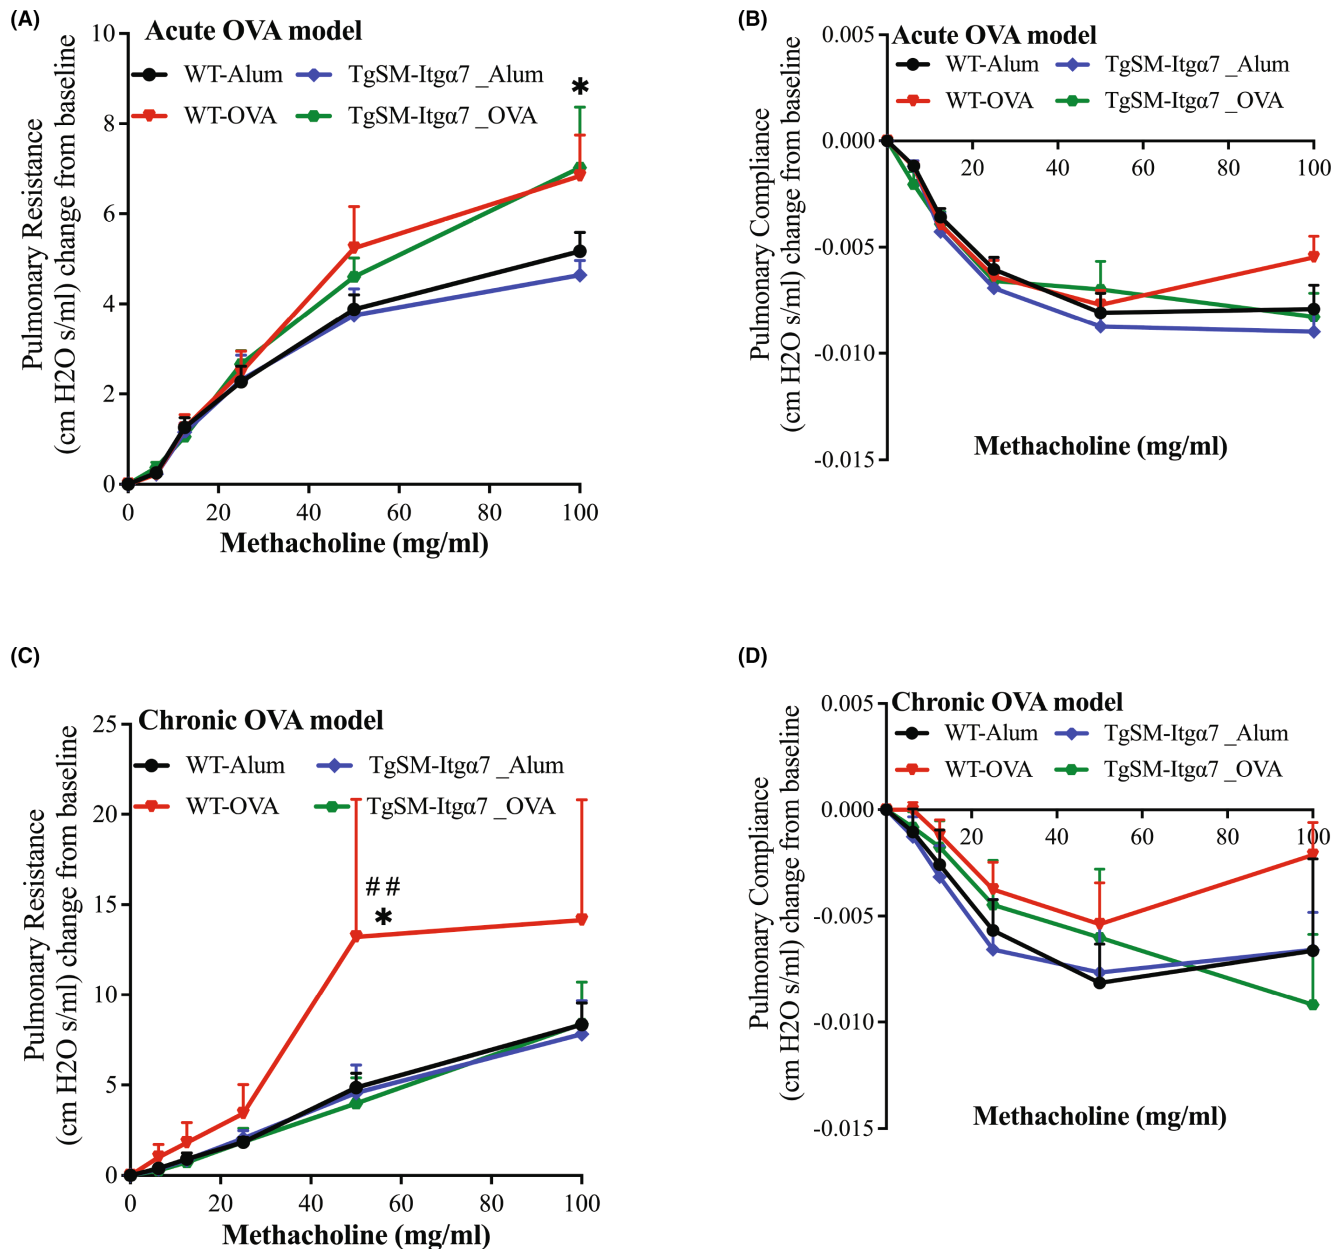 (A)
Acute OVA model
WT-Alum TgSM-Itgα7 _Alum
WT-OVA TgSM-Itgα7 _OVA
Pulmonary Resistance
(cm H2O s/ml) change from baseline
10
8
6
4
2
0
*
0 20 40 60 80 100
Methacholine (mg/ml)
(B)
Acute OVA model
WT-Alum TgSM-Itgα7 _Alum
WT-OVA TgSM-Itgα7 _OVA
Pulmonary Compliance
(cm H2O s/ml) change from baseline
0.005
0.000
-0.005
-0.010
-0.015
20 40 60 80 100
Methacholine (mg/ml)
(C)
Chronic OVA model
WT-Alum TgSM-Itgα7 _Alum
WT-OVA TgSM-Itgα7 _OVA
Pulmonary Resistance
(cm H2O s/ml) change from baseline
25
20
15
10
5
0
##
*
0 20 40 60 80 100
Methacholine (mg/ml)
(D)
Chronic OVA model
WT-Alum TgSM-Itgα7 _Alum
WT-OVA TgSM-Itgα7 _OVA
Pulmonary Compliance
(cm H2O s/ml) change from baseline
0.005
0.000
-0.005
-0.010
-0.015
20 40 60 80 100
Methacholine (mg/ml)